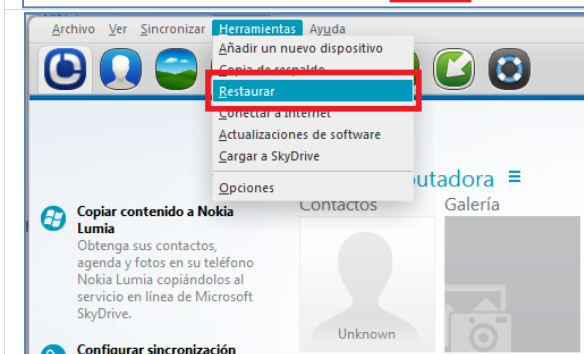 Archivo Ver Sincronizar Herramientas Ayuda
Añadir un nuevo dispositivo
Copia de respaldo
Restaurar
Conectar a Internet
Actualizaciones de software
Cargar a SkyDrive
Opciones
Contactos Galería
Copiar contenido a Nokia
Lumia
Obtenga sus contactos,
agenda y fotos en su teléfono
Nokia Lumia copiándolos al
servicio en línea de Microsoft
SkyDrive.
Unknown
Configurar sincronización